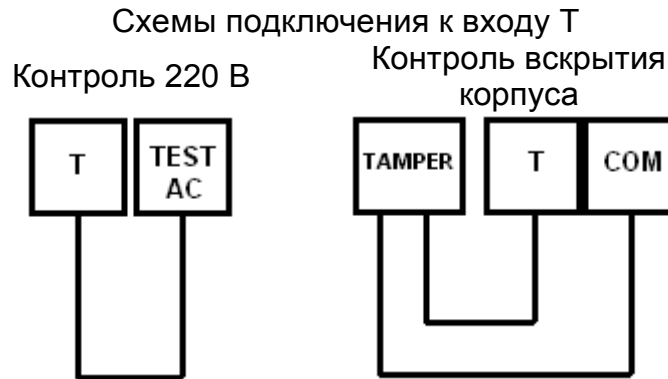 Схемы подключения к входу Т
Контроль 220 В
T
TEST
AC
Контроль вскрытия
корпуса
TAMPER
T
COM